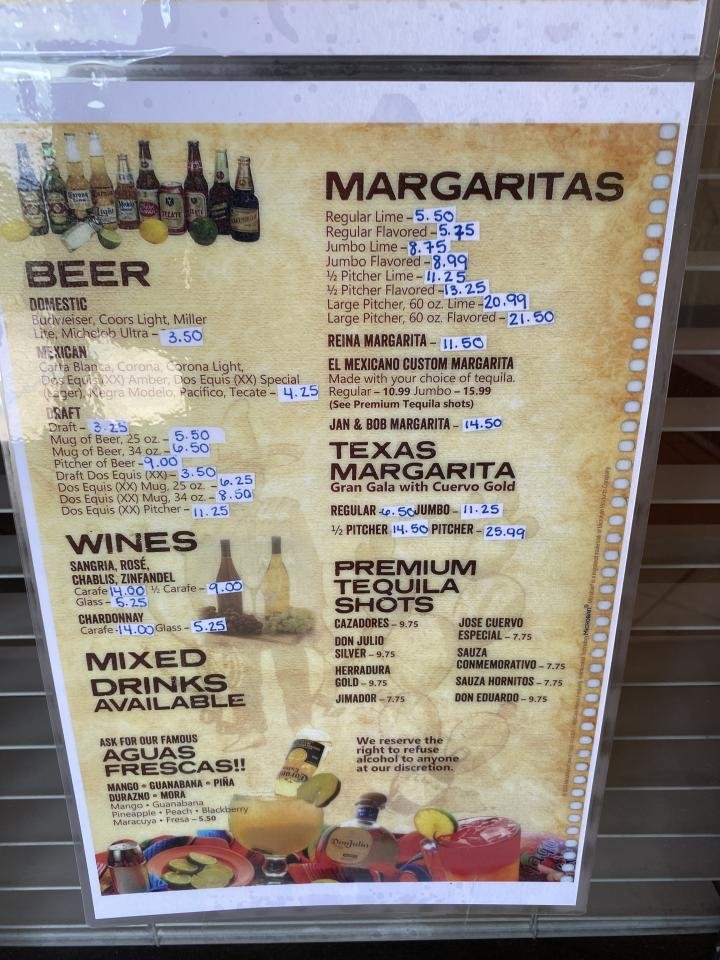 BEER
DOMESTIC
Budweiser, Coors Light, Miller
Lite, Michelob Ultra – 3.50
MEXICAN
Carta Blanca, Corona, Corona Light,
Dos Equis (XX) Amber, Dos Equis (XX) Special
(Lager), Negra Modelo, Pacifico, Tecate – 4.25
DRAFT
Draft – 3.25
Mug of Beer, 25 oz. – 5.50
Mug of Beer, 34 oz. – 6.50
Pitcher of Beer – 9.00
Draft Dos Equis (XX) – 3.50
Dos Equis (XX) Mug, 25 oz. – 6.25
Dos Equis (XX) Mug, 34 oz. – 8.50
Dos Equis (XX) Pitcher – 11.25
WINES
SANGRIA, ROSÉ,
CHABLIS, ZINFANDEL
Carafe 14.00 ½ Carafe – 9.00
Glass – 5.25
CHARDONNAY
Carafe – 14.00 Glass – 5.25
MIXED
DRINKS
AVAILABLE
ASK FOR OUR FAMOUS
AGUAS
FRESCAS!!
MANGO • GUANABANA • PIÑA
DURAZNO • MORA
Mango • Guanabana
Pineapple • Peach • Blackberry
Maracuya • Fresa – 5.50
MARGARITAS
Regular Lime – 5.50
Regular Flavored – 5.75
Jumbo Lime – 8.75
Jumbo Flavored – 8.99
½ Pitcher Lime – 11.25
½ Pitcher Flavored – 13.25
Large Pitcher, 60 oz. Lime – 20.99
Large Pitcher, 60 oz. Flavored – 21.50
REINA MARGARITA – 11.50
EL MEXICANO CUSTOM MARGARITA
Made with your choice of tequila.
Regular – 10.99 Jumbo – 15.99
(See Premium Tequila shots)
JAN & BOB MARGARITA – 14.50
TEXAS
MARGARITA
Gran Gala with Cuervo Gold
REGULAR – 6.50 JUMBO – 11.25
½ PITCHER 14.50 PITCHER – 25.99
PREMIUM
TEQUILA
SHOTS
CAZADORES – 9.75
DON JULIO
SILVER – 9.75
HERRADURA
GOLD – 9.75
JIMADOR – 7.75
JOSE CUERVO
ESPECIAL – 7.75
SAUZA
CONMEMORATIVO – 7.75
SAUZA HORNITOS – 7.75
DON EDUARDO – 9.75
We reserve the
right to refuse
alcohol to anyone
at our discretion.
Corona
Light
TECATE
TECATE
Corona
Extra
Don Julio